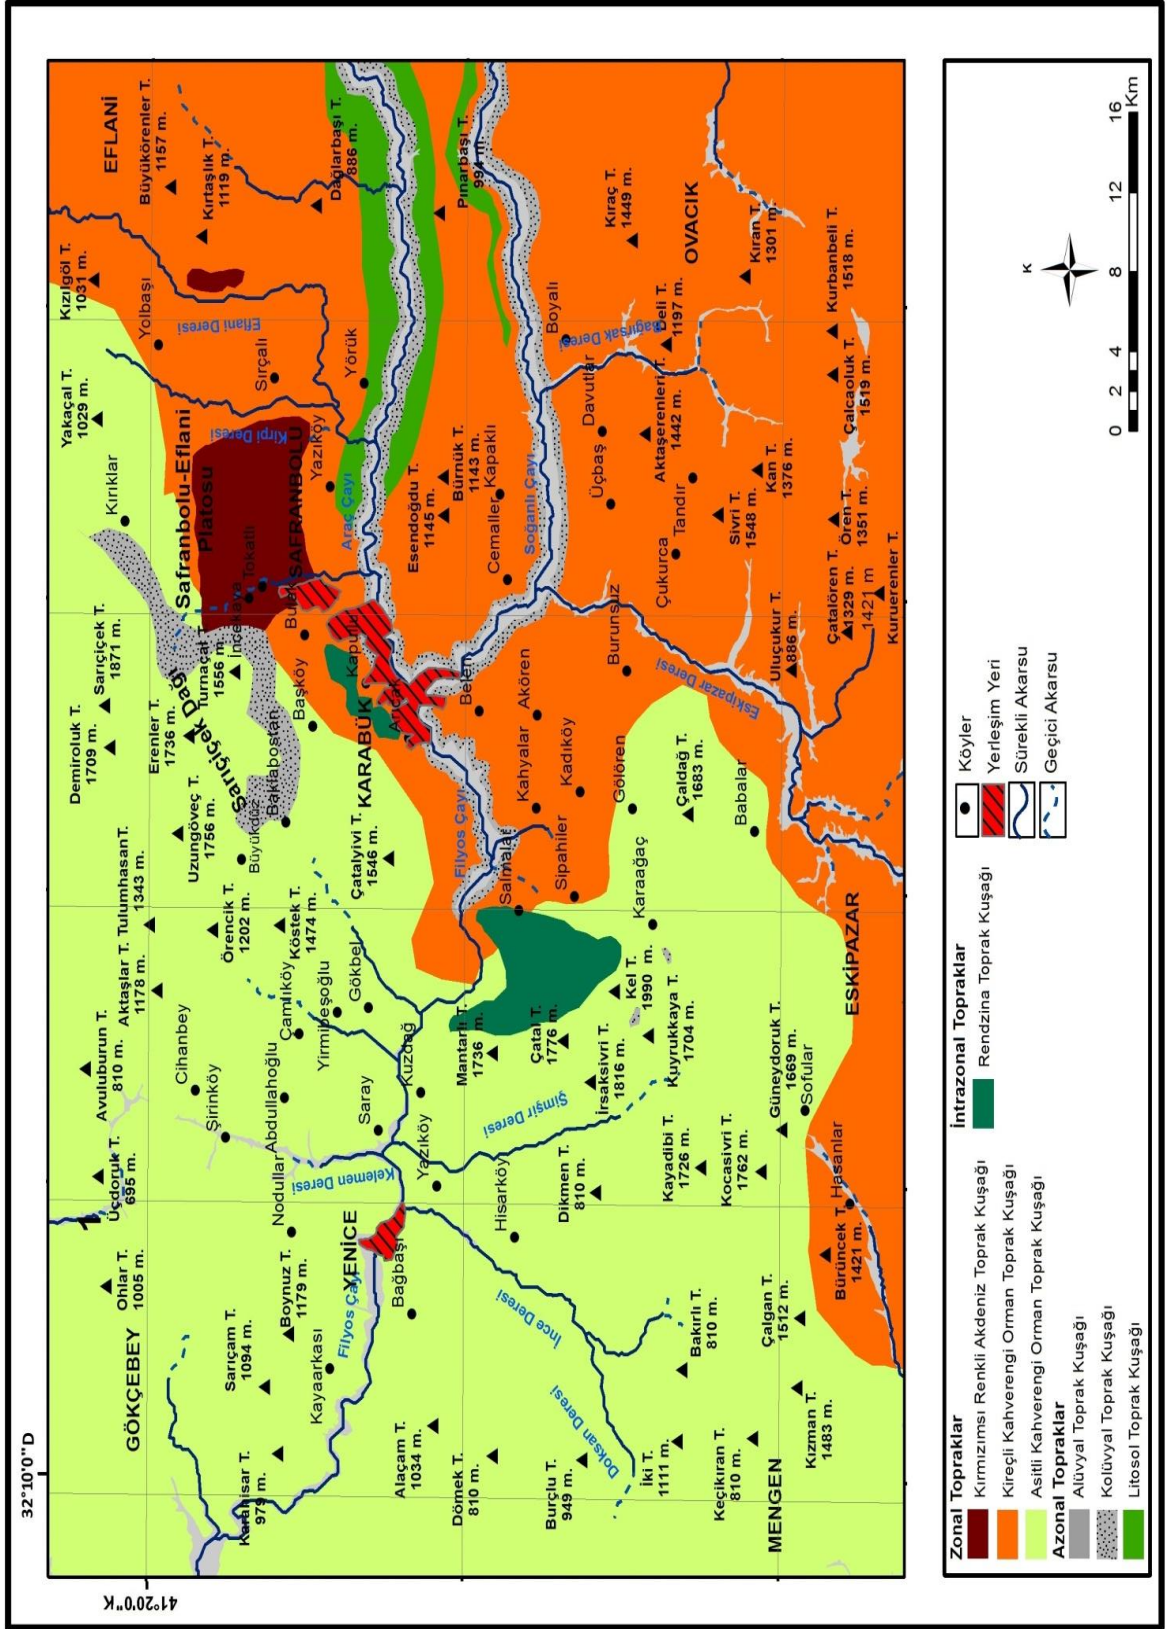 32°10'0"D
41°20'0"K
GÖKÇEBEY
Ohlar T.
1005 m.
Üçdoruk T.
695 m.
Avuluburun T.
810 m.
Aktaşlar T.
1178 m.
Tulumhasan T.
1343 m.
Demiroluk T.
1709 m.
Sarıçiçek T.
1871 m.
Kırıklar
Yakaçal T.
1029 m.
Kızılgöl T.
1031 m.
EFLANİ
Büyükörenler T.
1157 m.
Kırtaşlık T.
1119 m.
Yolbaşı
Cihanbey
Şirinköy
Uzungöveç T.
1756 m.
Erenler T.
1736 m.
Sarıçiçek Dağı
Turnaçal T.
1556 m.
Safranbolu-Eflani
Platosu
Sarıçam T.
1094 m.
Karahisar T.
979 m.
Boynuz T.
1179 m.
Nodullar
Abdullahoğlu
Örencik T.
1202 m.
Köstek T.
1474 m.
Çamlıköy
Yirmibeşoğlu
Gökbel
Büyükdüz
Baklabostan
Başköy
İncekaya
Tokatlı
Bulak
SAFRANBOLU
Kirpi Deresi
Sırçalı
Eflani Deresi
Dağlarbaşı T.
886 m.
Yazıköy
Yörük
Kayaarkası
Filyos Çayı
YENİCE
Bağbaşı
Kelemen Deresi
Saray
Kuzdağ
Yazıköy
Çatalyivi T.
1546 m.
KARABÜK
Kapullu
Arıcak
Araç Çayı
Pınarbaşı T.
994 m.
Alaçam T.
1034 m.
Dömek T.
810 m.
Hisarköy
Mantarlı T.
1736 m.
Filyos Çayı
Salmalar
Belen
Esendoğdu T.
1145 m.
Bürnük T.
1143 m.
Cemaller
Kapaklı
Burçlu T.
949 m.
Doksan Deresi
İnce Deresi
Şimşir Deresi
Dikmen T.
810 m.
Çatal T.
1776 m.
İrsaksivri T.
1816 m.
Sipahiler
Kahyalar
Akören
Kadıköy
Soğanlı Çayı
Boyalı
Davutlar
Üçbaş
Bağırsak Deresi
Kıraç T.
1449 m.
İki T.
1111 m.
Bakırlı T.
810 m.
Kayadibi T.
1726 m.
Kel T.
1990 m.
Kuyrukkaya T.
1704 m.
Karaağaç
Gölören
Burunsuz
Çukurca
Tandır
Aktaşerenleri T.
1442 m.
Deli T.
1197 m.
OVACIK
Keçikıran T.
810 m.
MENGEN
Kızman T.
1483 m.
Çalgan T.
1512 m.
Kocasivri T.
1762 m.
Güneydoruk T.
1669 m.
Sofular
Çaldağ T.
1683 m.
Babalar
Eskipazar Deresi
Uluçukur T.
886 m.
Sivri T.
1548 m.
Kan T.
1376 m.
Kıran T.
1301 m.
Bürüncek T.
1421 m.
Hasanlar
ESKİPAZAR
Çatalören T.
1329 m.
1421 m
Kuruerenler T.
Ören T.
1351 m.
Çalcaoluk T.
1519 m.
Kurbanbeli T.
1518 m.
Zonal Topraklar
Kırmızımsı Renkli Akdeniz Toprak Kuşağı
Kireçli Kahverengi Orman Toprak Kuşağı
Asitli Kahverengi Orman Toprak Kuşağı
Azonal Topraklar
Alüvyal Toprak Kuşağı
Kolüvyal Toprak Kuşağı
Litosol Toprak Kuşağı
İntrazonal Topraklar
Rendzina Toprak Kuşağı
Köyler
Yerleşim Yeri
Sürekli Akarsu
Geçici Akarsu
K
0 2 4 8 12 16
Km